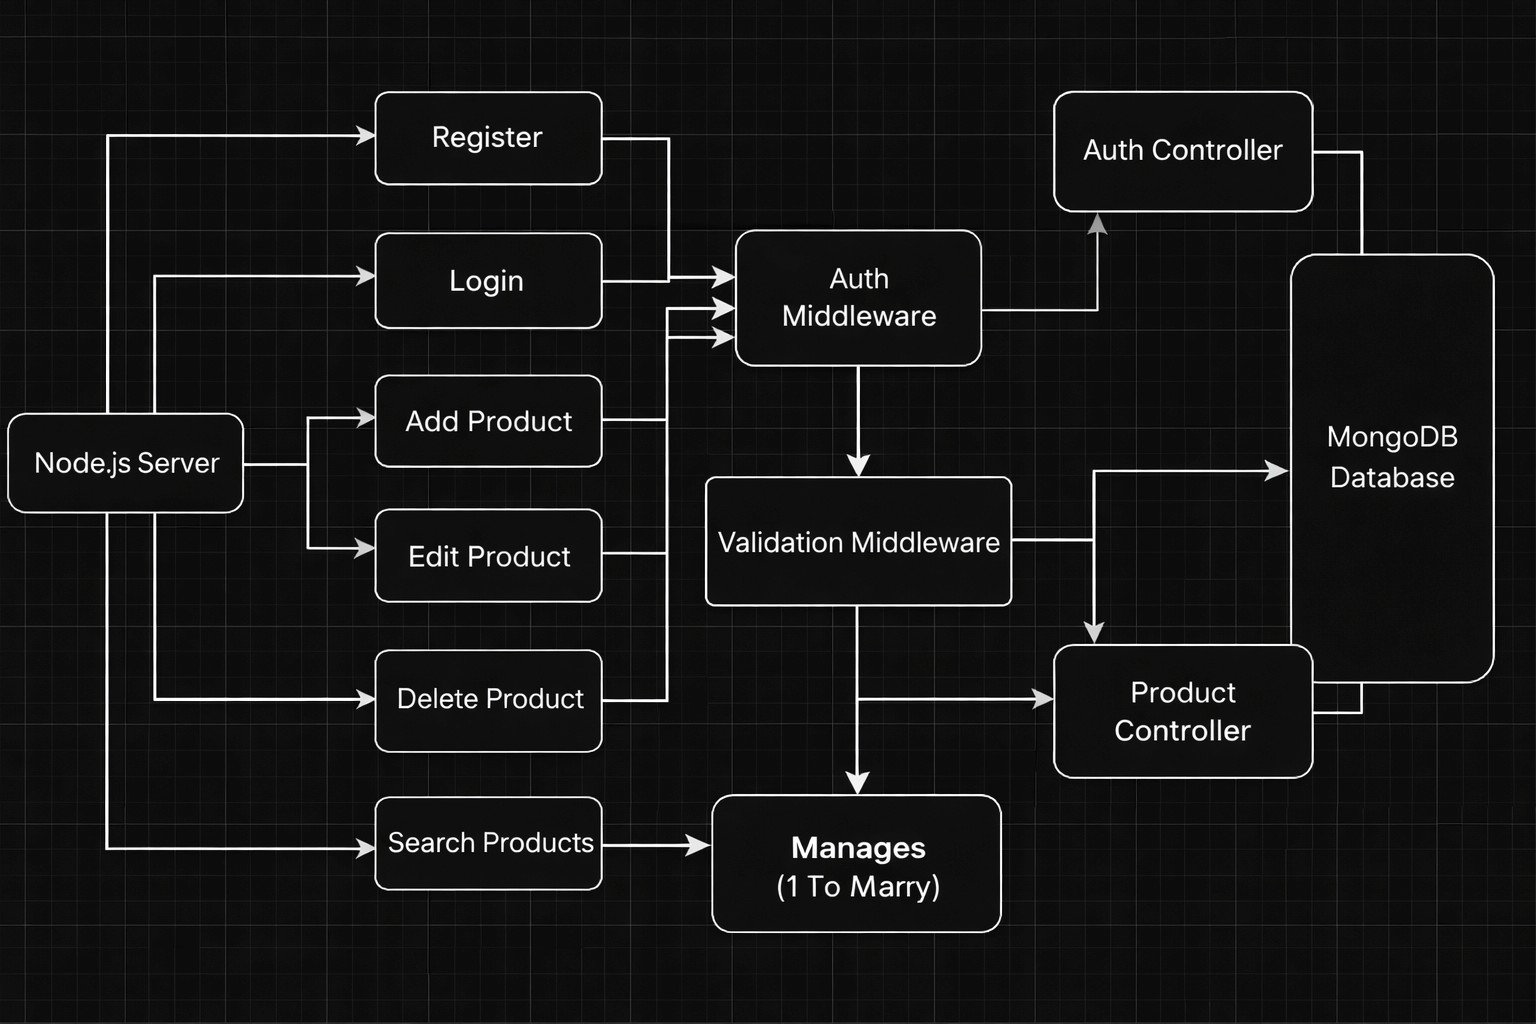 Register
Auth Controller
Login
Auth
Middleware
Add Product
MongoDB
Database
Node.js Server
Edit Product
Validation Middleware
Delete Product
Product
Controller
Search Products
Manages
(1 To Marry)